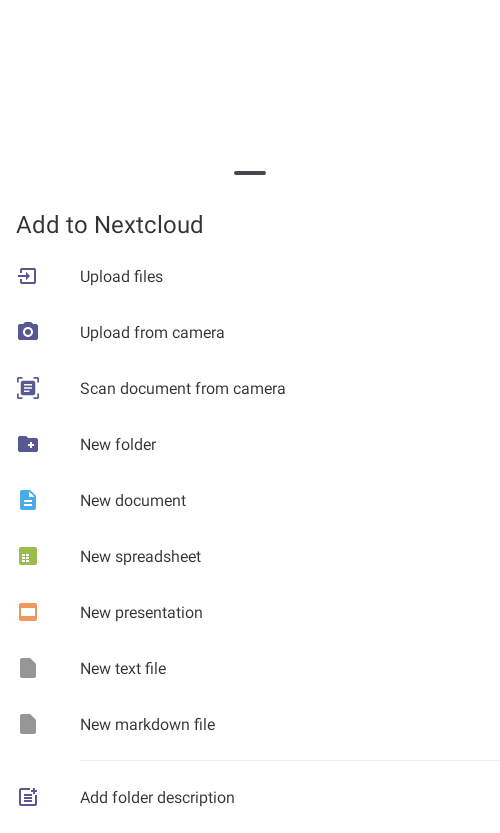 Add to Nextcloud
Upload files
Upload from camera
Scan document from camera
New folder
New document
New spreadsheet
New presentation
New text file
New markdown file
Add folder description